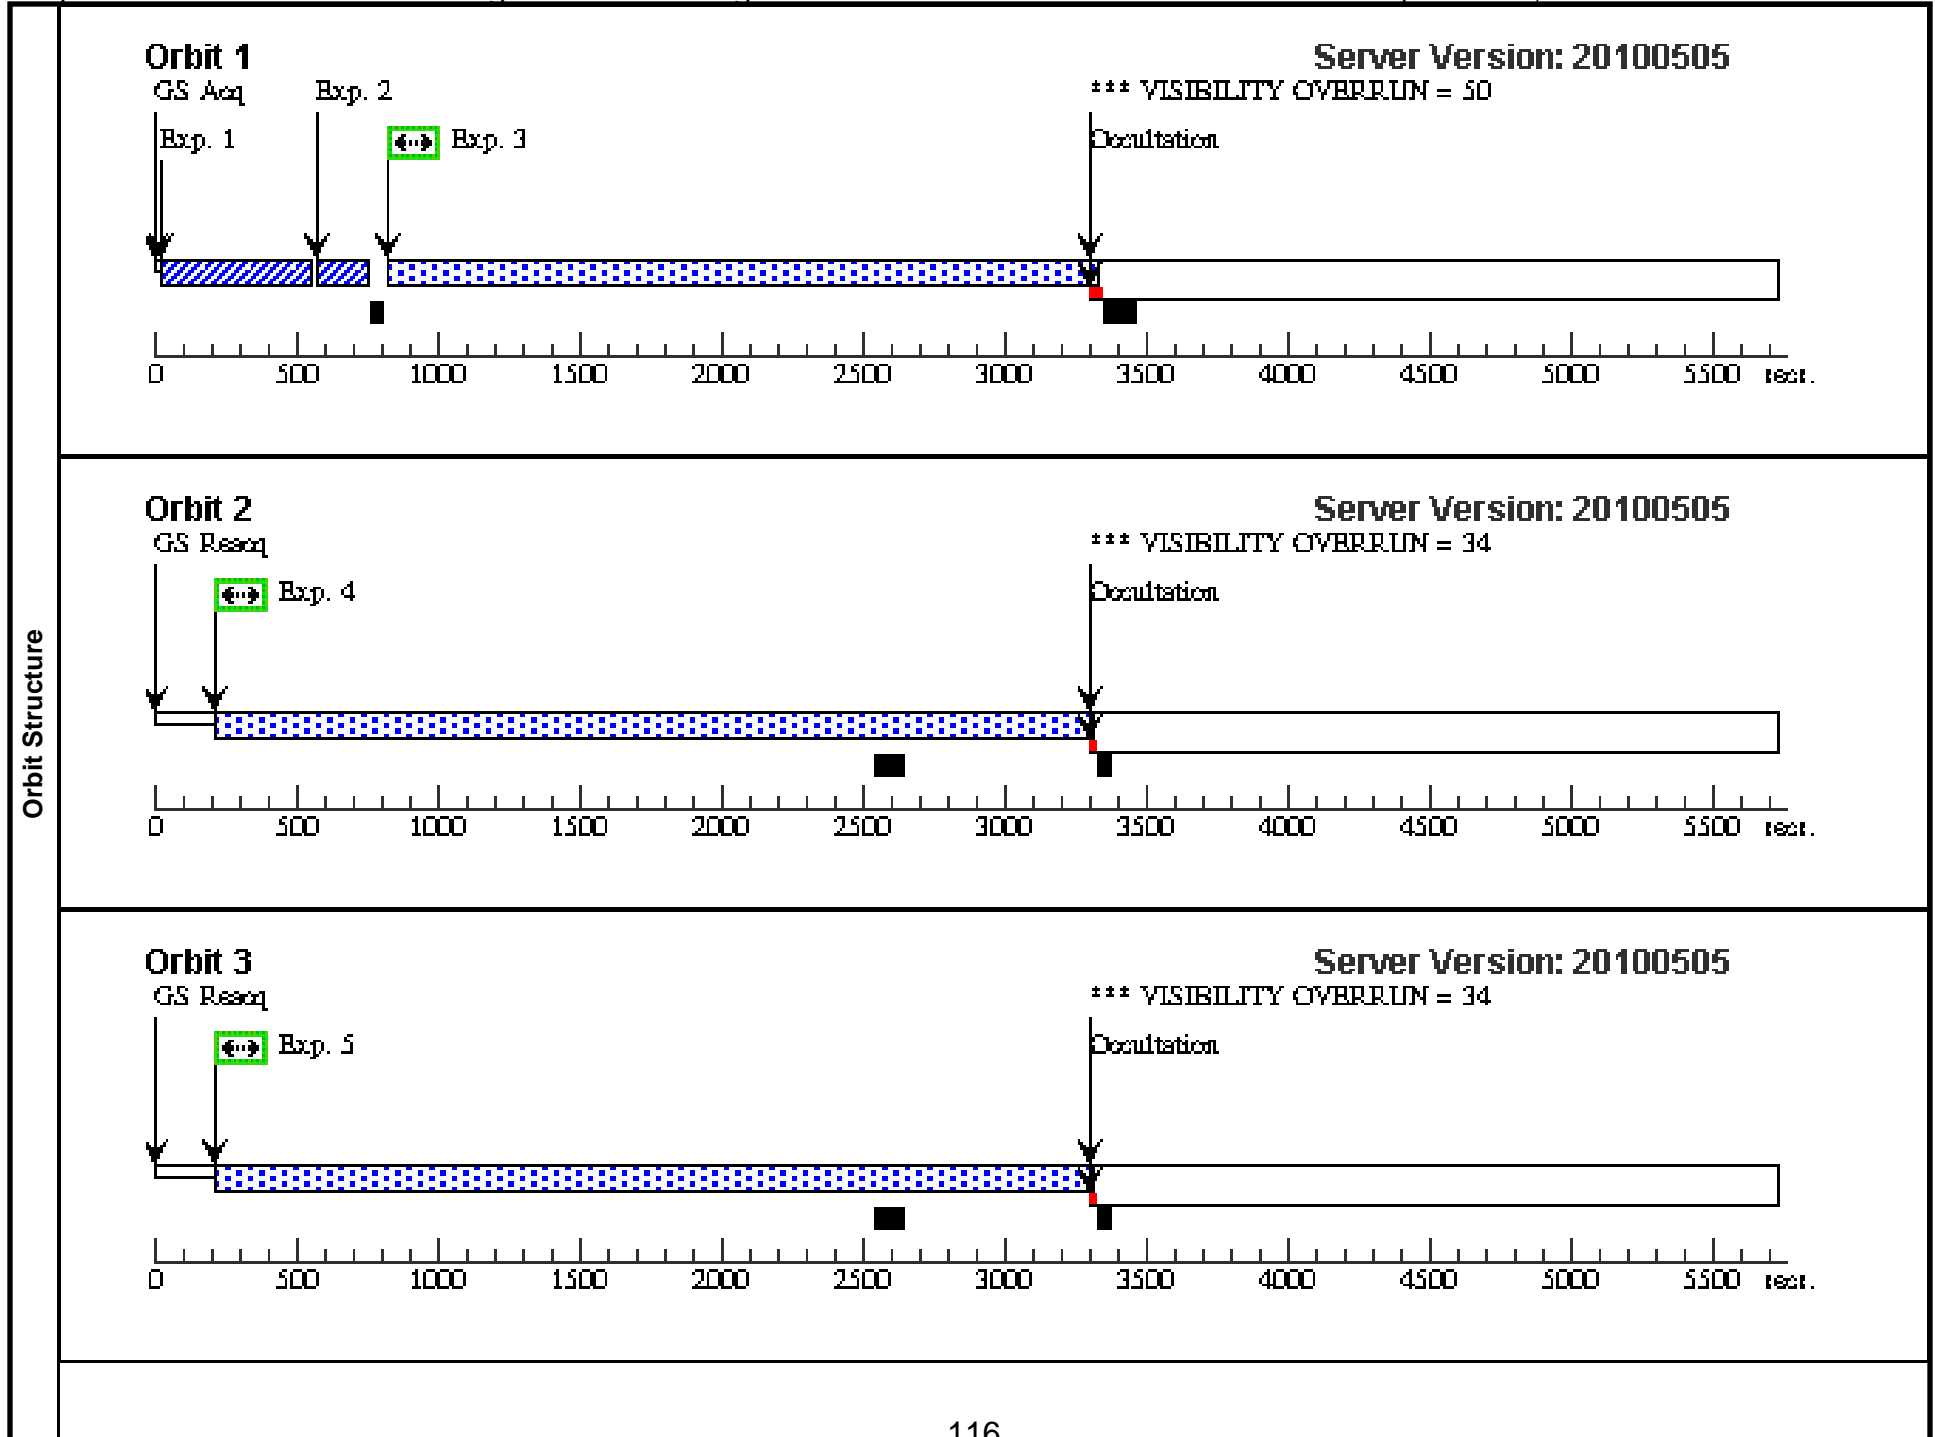 Orbit Structure
Orbit 1
Server Version: 20100505
GS Acq
Exp. 2
*** VISIBILITY OVERRUN = 50
Exp. 1
Exp. 3
Occultation
0 500 1000 1500 2000 2500 3000 3500 4000 4500 5000 5500 secs.
Orbit 2
Server Version: 20100505
GS Reacq
*** VISIBILITY OVERRUN = 34
Exp. 4
Occultation
0 500 1000 1500 2000 2500 3000 3500 4000 4500 5000 5500 secs.
Orbit 3
Server Version: 20100505
GS Reacq
*** VISIBILITY OVERRUN = 34
Exp. 5
Occultation
0 500 1000 1500 2000 2500 3000 3500 4000 4500 5000 5500 secs.
116